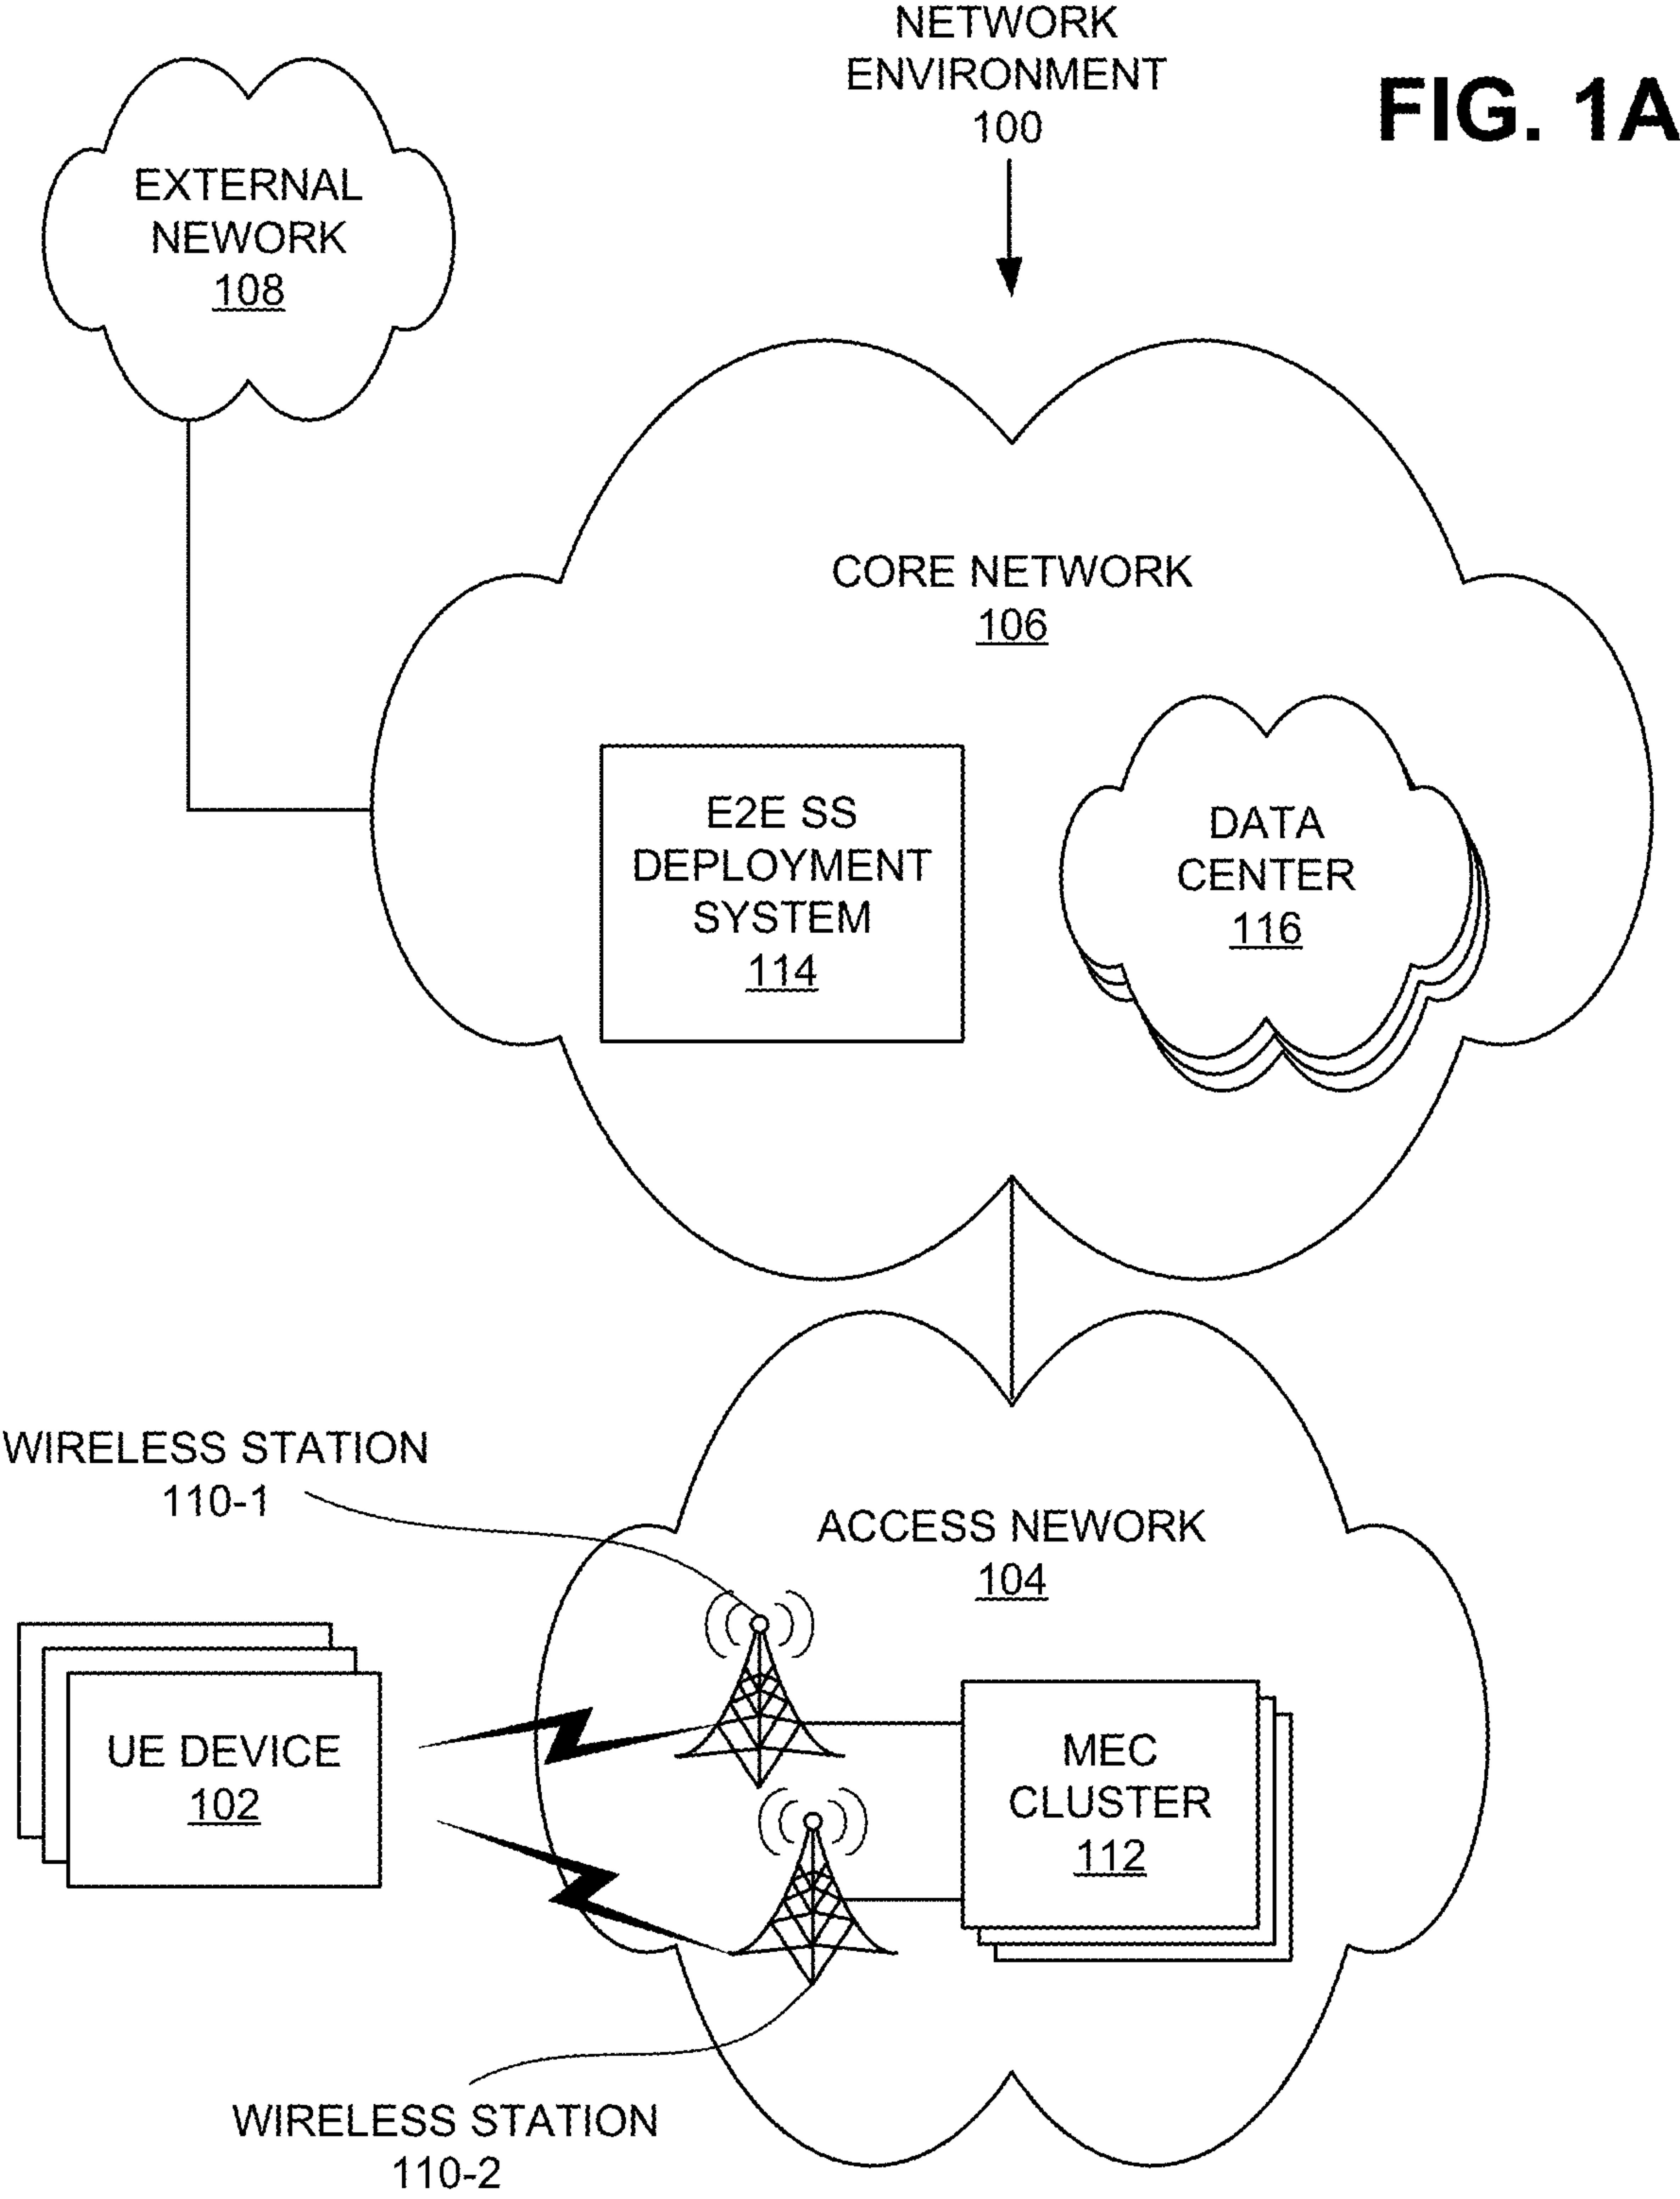 NETWORK
ENVIRONMENT
100
FIG. 1A
EXTERNAL
NEWORK
108
CORE NETWORK
106
E2E SS
DEPLOYMENT
SYSTEM
114
DATA
CENTER
116
WIRELESS STATION
110-1
ACCESS NEWORK
104
UE DEVICE
102
MEC
CLUSTER
112
WIRELESS STATION
110-2